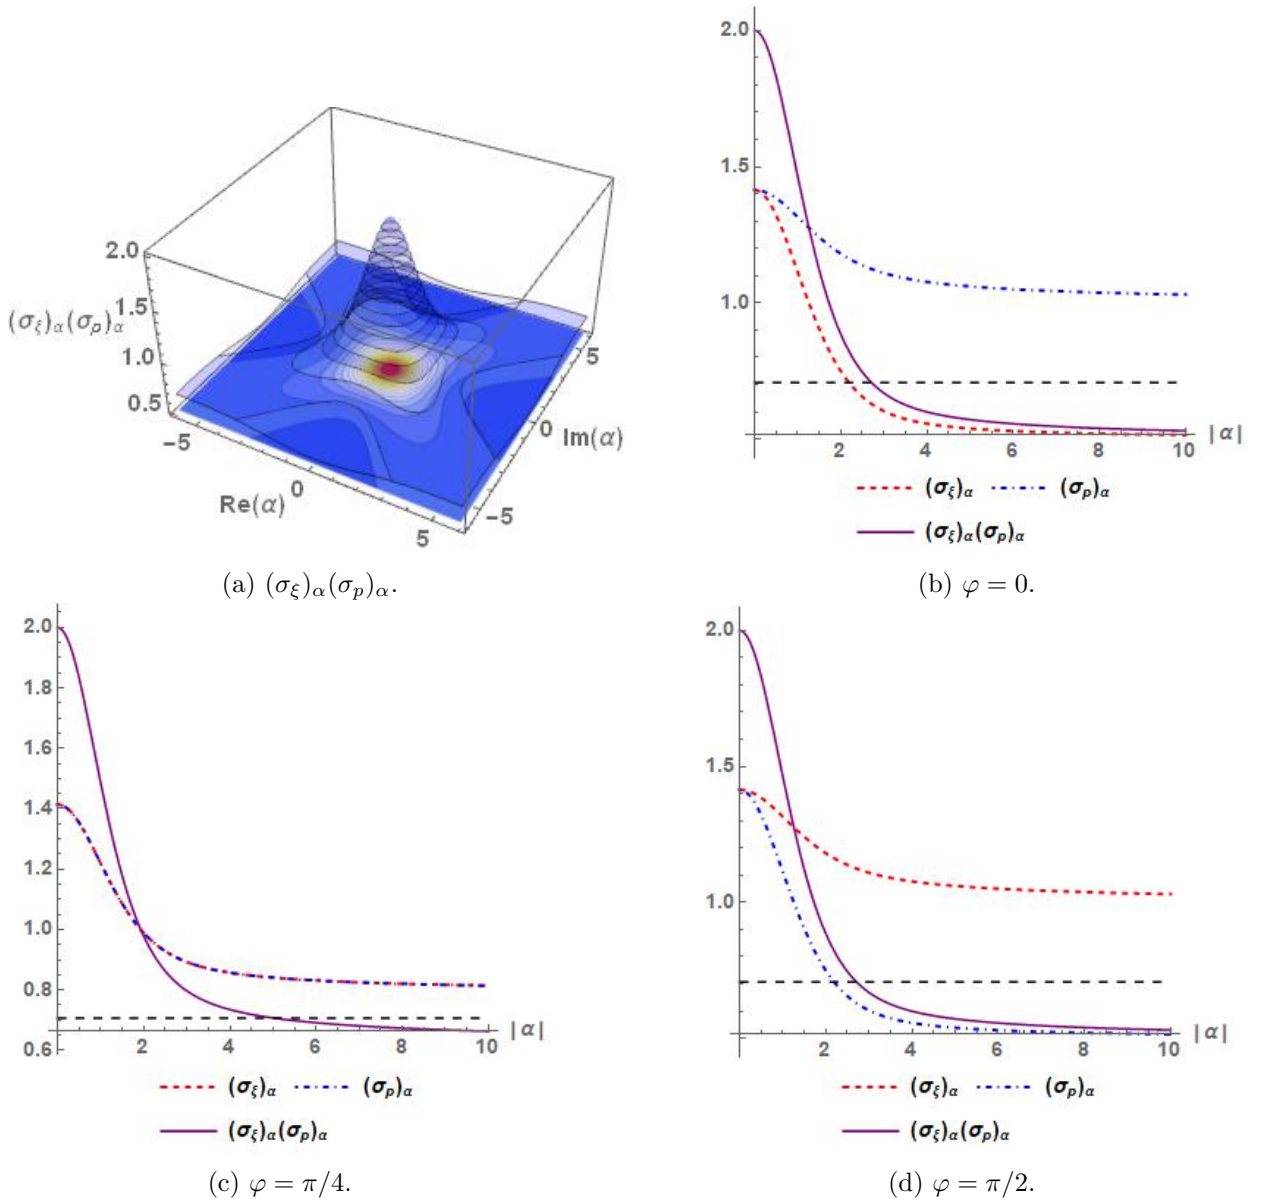 2.0
1.5
1.0
0.5
(σ_ξ)_α(σ_p)_α
−5
0
5
Re(α)
5
0
−5
Im(α)
(a) (σ_ξ)_α(σ_p)_α.
2.0
1.5
1.0
2 4 6 8 10 |α|
(σ_ξ)_α (σ_p)_α
(σ_ξ)_α(σ_p)_α
(b) φ = 0.
2.0
1.8
1.6
1.4
1.2
1.0
0.8
0.6
2 4 6 8 10 |α|
(σ_ξ)_α (σ_p)_α
(σ_ξ)_α(σ_p)_α
(c) φ = π/4.
2.0
1.5
1.0
2 4 6 8 10 |α|
(σ_ξ)_α (σ_p)_α
(σ_ξ)_α(σ_p)_α
(d) φ = π/2.